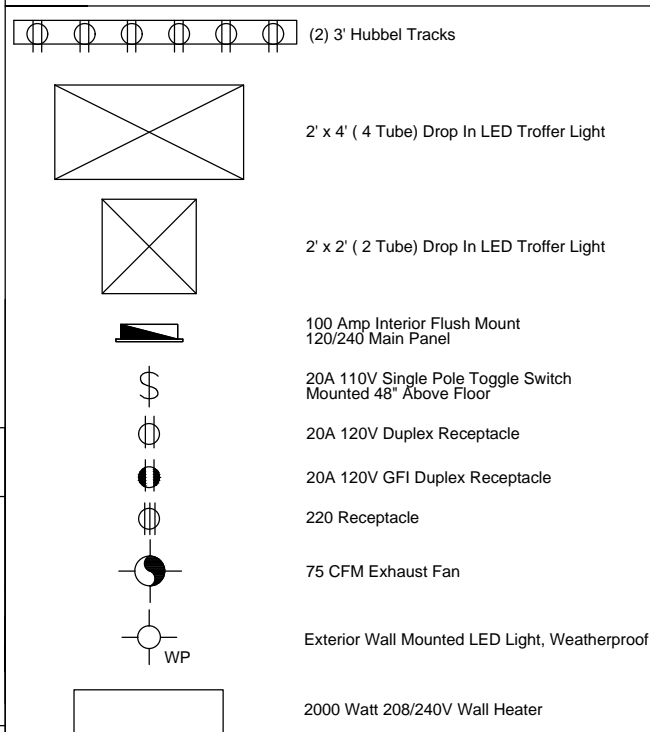 (2) 3' Hubbel Tracks
2' x 4' ( 4 Tube) Drop In LED Troffer Light
2' x 2' ( 2 Tube) Drop In LED Troffer Light
100 Amp Interior Flush Mount
120/240 Main Panel
S
20A 110V Single Pole Toggle Switch
Mounted 48" Above Floor
20A 120V Duplex Receptacle
20A 120V GFI Duplex Receptacle
220 Receptacle
75 CFM Exhaust Fan
WP
Exterior Wall Mounted LED Light, Weatherproof
2000 Watt 208/240V Wall Heater